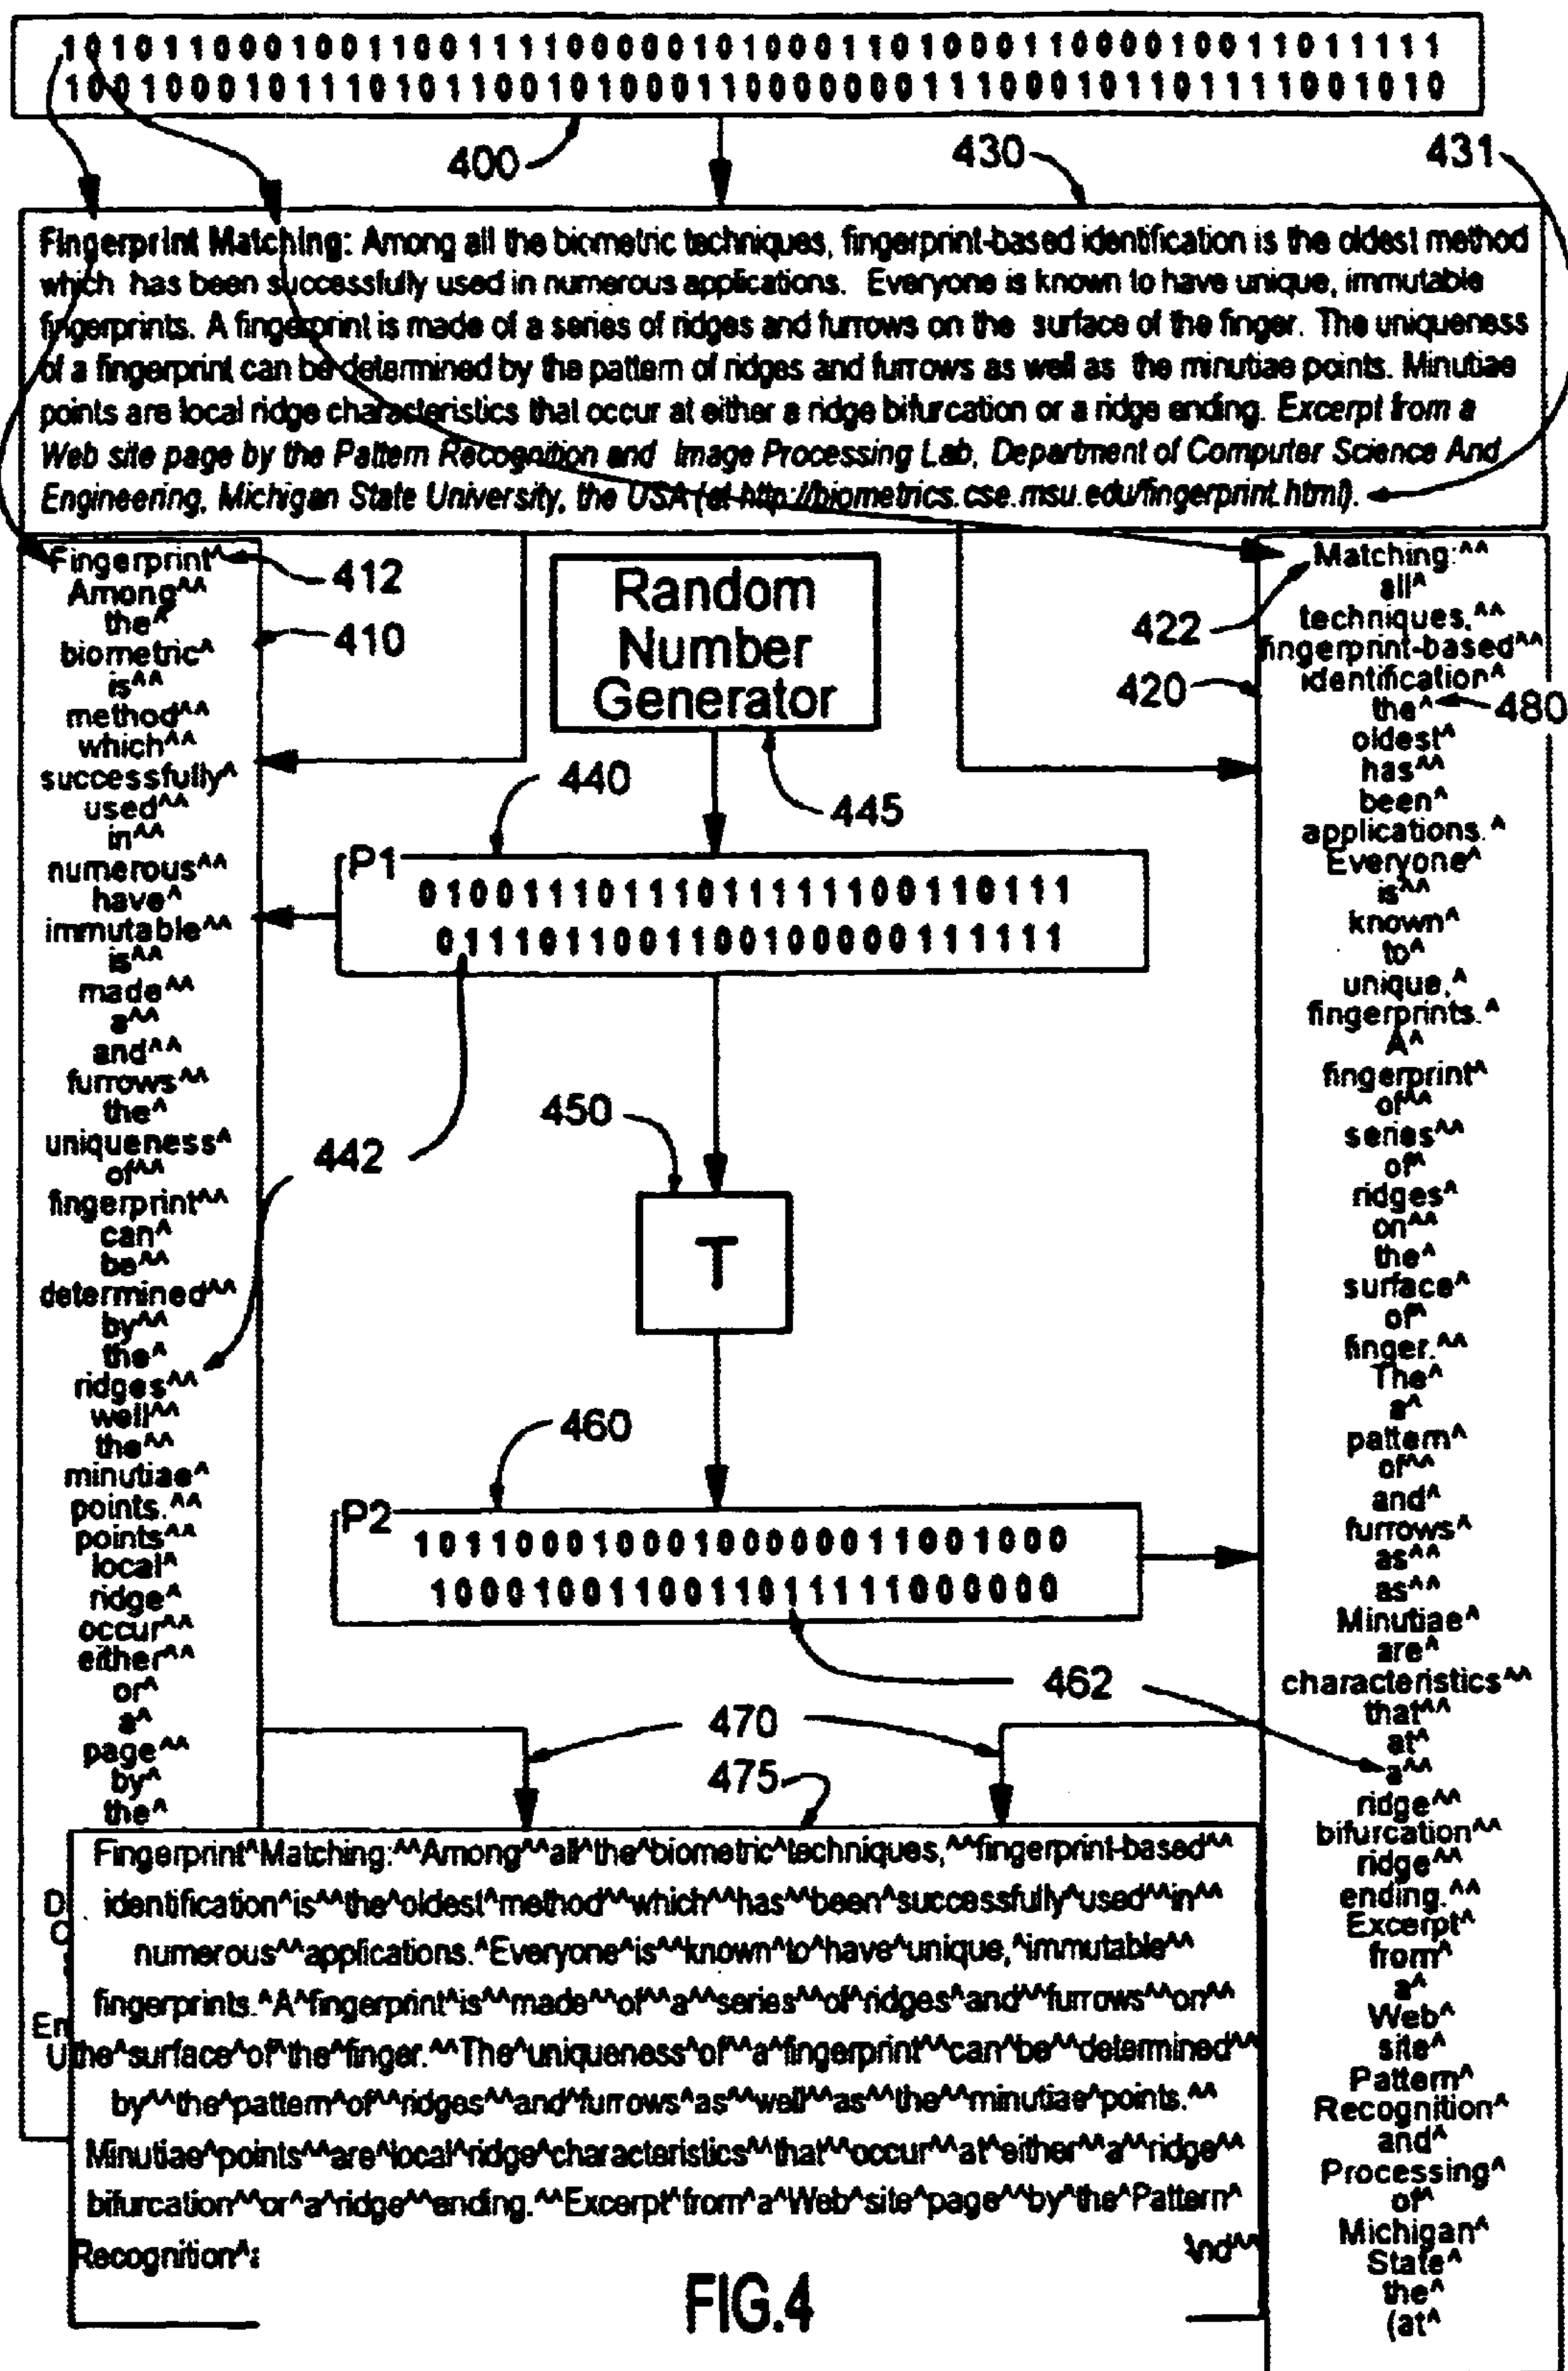 1010110001001100111100000101000110100011000010011011111
1001000101110101100101000110000000111000101101111001010
400
430
431
Fingerprint Matching: Among all the biometric techniques, fingerprint-based identification is the oldest method
which has been successfully used in numerous applications. Everyone is known to have unique, immutable
fingerprints. A fingerprint is made of a series of ridges and furrows on the surface of the finger. The uniqueness
of a fingerprint can be determined by the pattern of ridges and furrows as well as the minutiae points. Minutiae
points are local ridge characteristics that occur at either a ridge bifurcation or a ridge ending. Excerpt from a
Web site page by the Pattern Recognition and Image Processing Lab, Department of Computer Science And
Engineering, Michigan State University, the USA (at http://biometrics.cse.msu.edu/fingerprint.html).
Fingerprint^
Among^^
the^
biometric^
is^^
method^^
which^^
successfully^
used^^
in^^
numerous^^
have^
immutable^^
is^^
made^^
a^^
and^^
furrows^^
the^
uniqueness^
of^^
fingerprint^^
can^
be^^
determined^^
by^^
the^
ridges^^
well^^
the^^
minutiae^
points.^^
points^^
local^
ridge^
occur^^
either^^
or^
a^
page^^
by^
the^
D
C
En
U
412
410
Random
Number
Generator
440
445
P1
01001110111011111100110111
0111011001100100000111111
442
450
T
460
P2
10110001000100000011001000
1000100110011011111000000
462
470
475
422
420
480
Matching:^^
all^
techniques,^^
fingerprint-based^^
identification^
the^
oldest^
has^^
been^
applications.^
Everyone^
is^^
known^
to^
unique,^
fingerprints.^
A^
fingerprint^
of^^
series^^
of^
ridges^
on^^
the^
surface^
of^
finger.^^
The^
a^
pattern^
of^^
and^
furrows^
as^^
as^^
Minutiae^
are^
characteristics^^
that^^
at^
a^^
ridge^^
bifurcation^^
ridge^^
ending.^^
Excerpt^
from^
a^
Web^
site^
Pattern^
Recognition^
and^
Processing^
of^
Michigan^
State^
the^
(at^
Fingerprint^Matching:^^Among^^all^the^biometric^techniques,^^fingerprint-based^^
identification^is^^the^oldest^method^^which^^has^^been^successfully^used^^in^^
numerous^^applications.^Everyone^is^^known^to^have^unique,^immutable^^
fingerprints.^A^fingerprint^is^^made^^of^^a^^series^^of^ridges^and^^furrows^^on^^
the^surface^of^the^finger.^^The^uniqueness^of^^a^fingerprint^^can^be^^determined^^
by^^the^pattern^of^^ridges^^and^furrows^as^^well^^as^^the^^minutiae^points.^^
Minutiae^points^^are^local^ridge^characteristics^^that^^occur^^at^either^^a^^ridge^^
bifurcation^^or^a^ridge^^ending.^^Excerpt^from^a^Web^site^page^^by^the^Pattern^
Recognition^
FIG.4